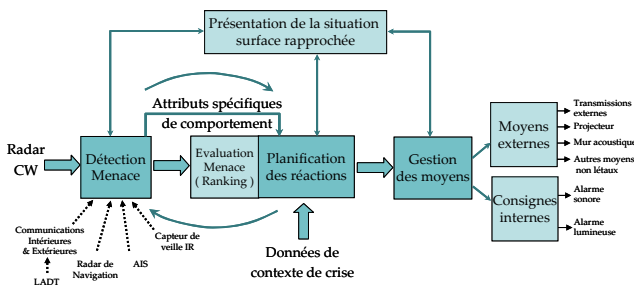 Présentation de la situation
surface rapprochée
Attributs spécifiques
de comportement
Radar
CW
Détection
Menace
Evaluation
Menace
( Ranking )
Planification
des réactions
Gestion
des moyens
Moyens
externes
Consignes
internes
Transmissions
externes
Projecteur
Mur acoustique
Autres moyens
non létaux
Alarme
sonore
Alarme
lumineuse
Communications
Intérieures
& Extérieures
LADT
Radar de
Navigation
AIS
Capteur de
veille IR
Données de
contexte de crise